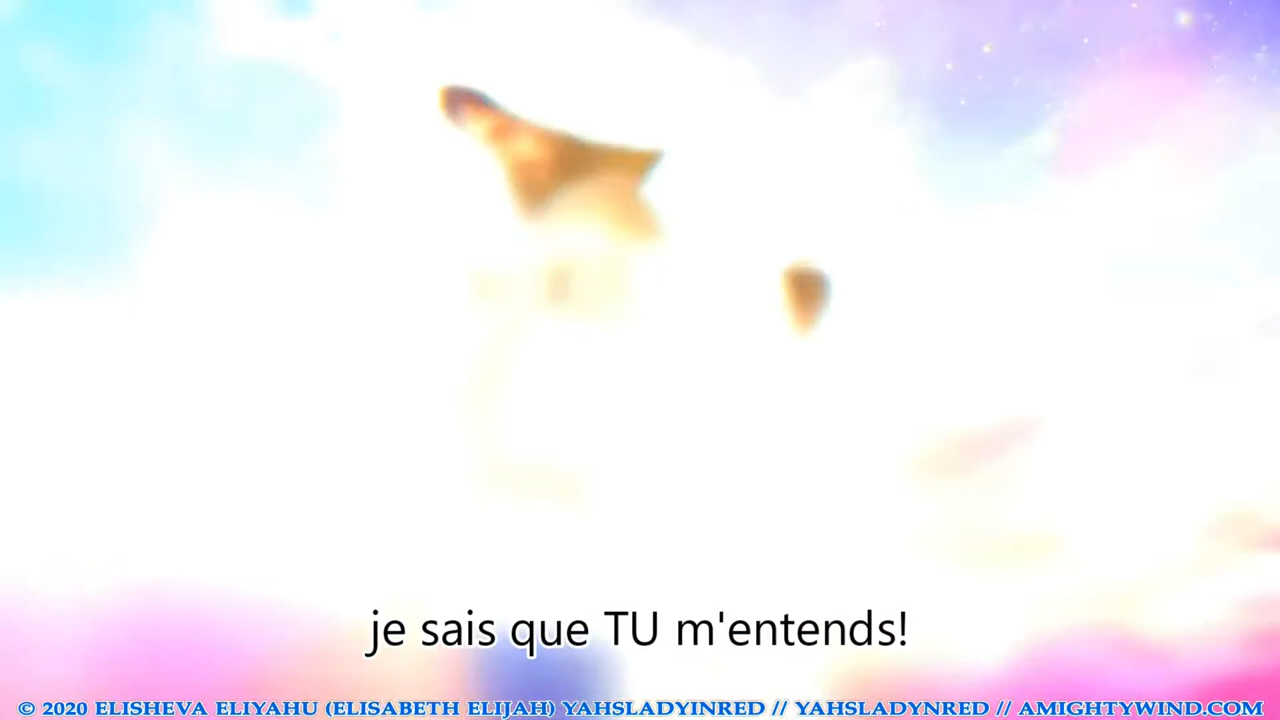 je sais que TU m'entends!
© 2020 ELISHEVA ELIYAHU (ELISABETH ELIJAH) YAHSLADYINRED // YAHSLADYNRED // AMIGHTYWIND.COM